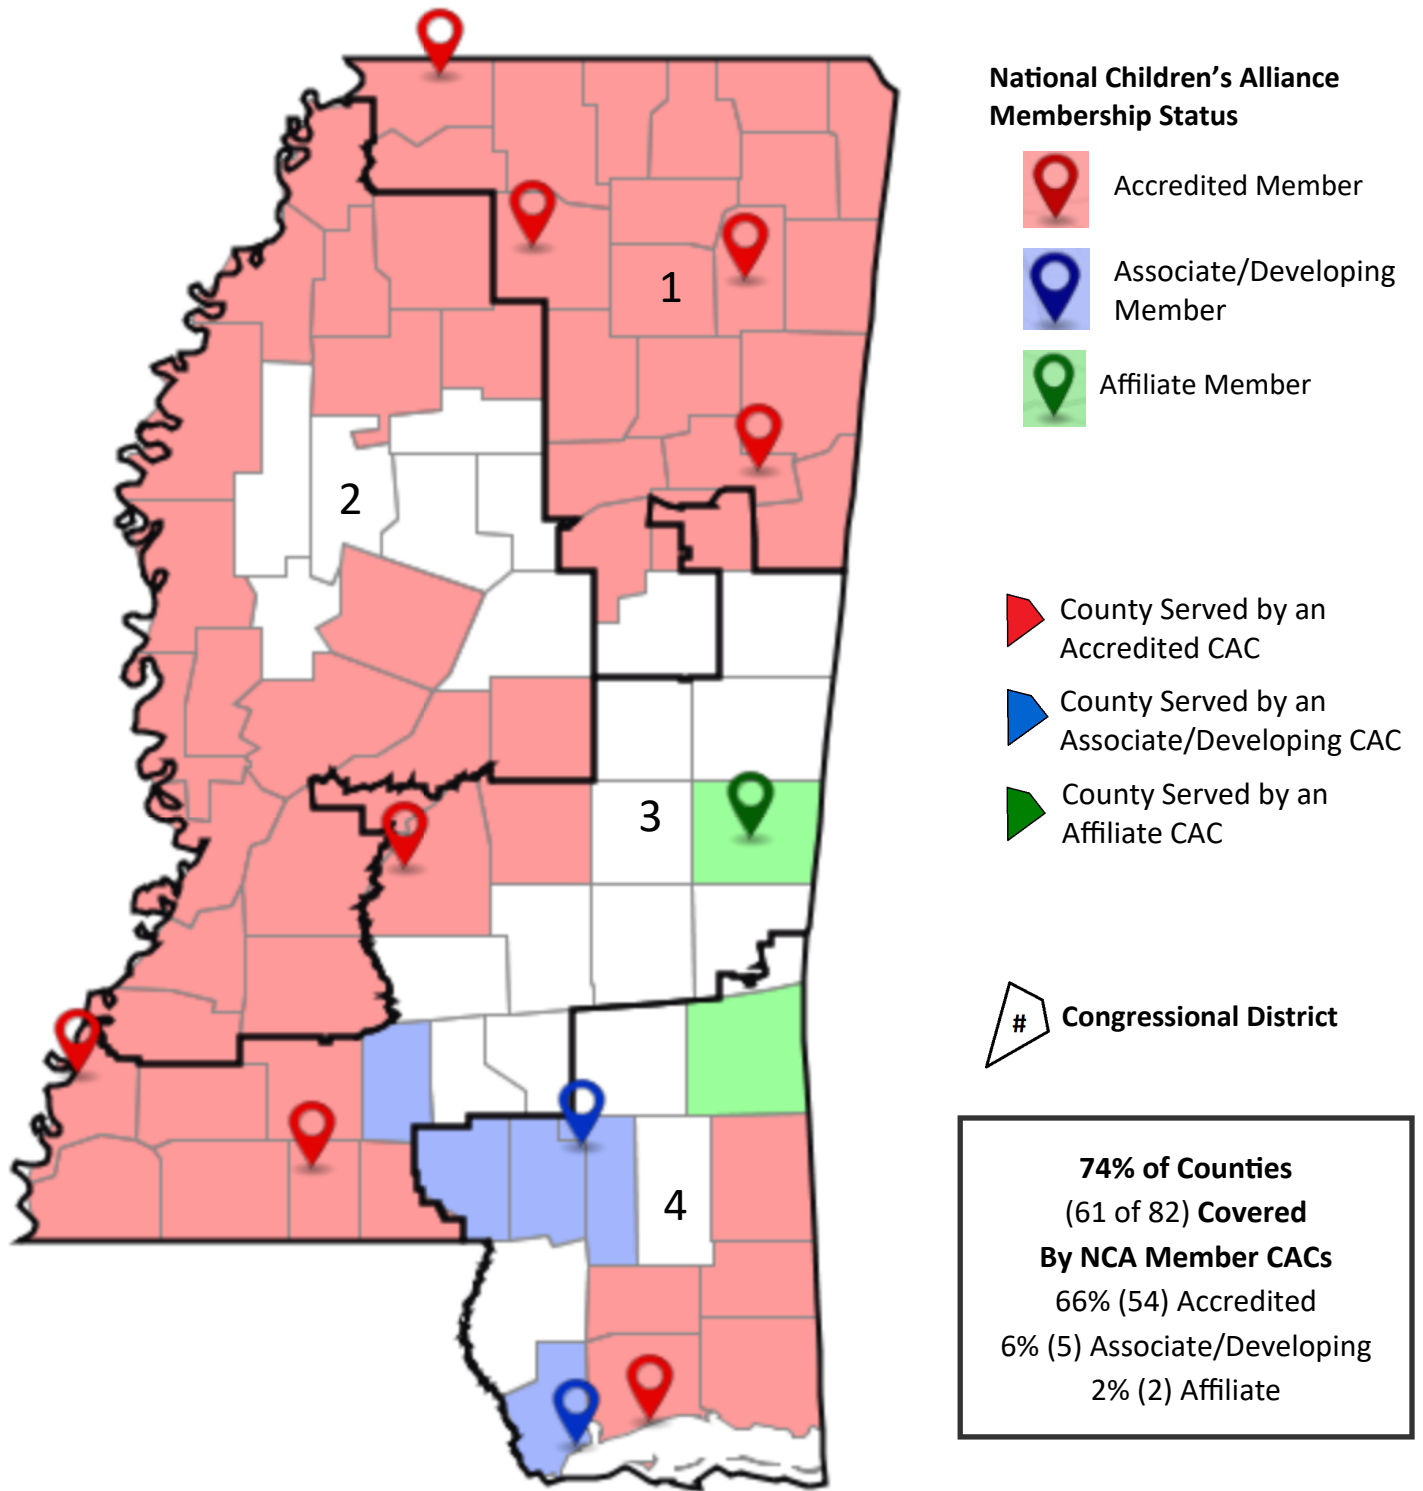 National Children's Alliance
Membership Status
Accredited Member
Associate/Developing
Member
Affiliate Member
1
2
3
4
County Served by an
Accredited CAC
County Served by an
Associate/Developing CAC
County Served by an
Affiliate CAC
# Congressional District
74% of Counties
(61 of 82) Covered
By NCA Member CACs
66% (54) Accredited
6% (5) Associate/Developing
2% (2) Affiliate